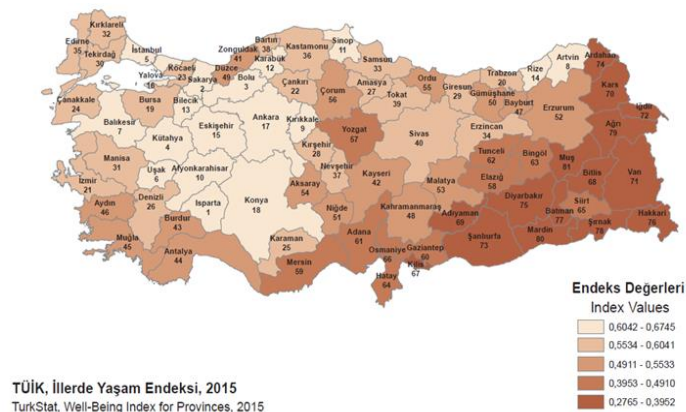 Kırklareli
32
Edirne
35
Tekirdağ
30
İstanbul
5
Yalova
16
Kocaeli
23
Sakarya
2
Düzce
49
Zonguldak
41
Bartın
38
Karabük
12
Bolu
3
Kastamonu
36
Sinop
11
Samsun
33
Çankırı
22
Çorum
56
Amasya
27
Tokat
39
Ordu
55
Giresun
29
Trabzon
20
Rize
14
Artvin
8
Ardahan
74
Kars
70
Iğdır
72
Gümüşhane
50
Bayburt
47
Erzurum
52
Ağrı
79
Çanakkale
24
Balıkesir
7
Bursa
19
Bilecik
13
Kütahya
4
Eskişehir
15
Ankara
17
Kırıkkale
9
Kırşehir
28
Yozgat
57
Sivas
40
Erzincan
34
Tunceli
62
Bingöl
63
Muş
81
Bitlis
68
Van
71
Manisa
31
İzmir
21
Uşak
6
Afyonkarahisar
10
Aydın
46
Denizli
26
Muğla
45
Burdur
43
Isparta
1
Antalya
44
Konya
18
Karaman
25
Aksaray
54
Nevşehir
37
Niğde
51
Kayseri
42
Mersin
59
Adana
61
Kahramanmaraş
48
Malatya
53
Elazığ
58
Diyarbakır
75
Batman
77
Siirt
65
Şırnak
78
Hakkari
76
Mardin
80
Şanlıurfa
73
Adıyaman
69
Gaziantep
60
Kilis
67
Osmaniye
66
Hatay
64
Endeks Değerleri
Index Values
0,6042 - 0,6745
0,5534 - 0,6041
0,4911 - 0,5533
0,3953 - 0,4910
0,2765 - 0,3952
TÜİK, İllerde Yaşam Endeksi, 2015
TurkStat, Well-Being Index for Provinces, 2015